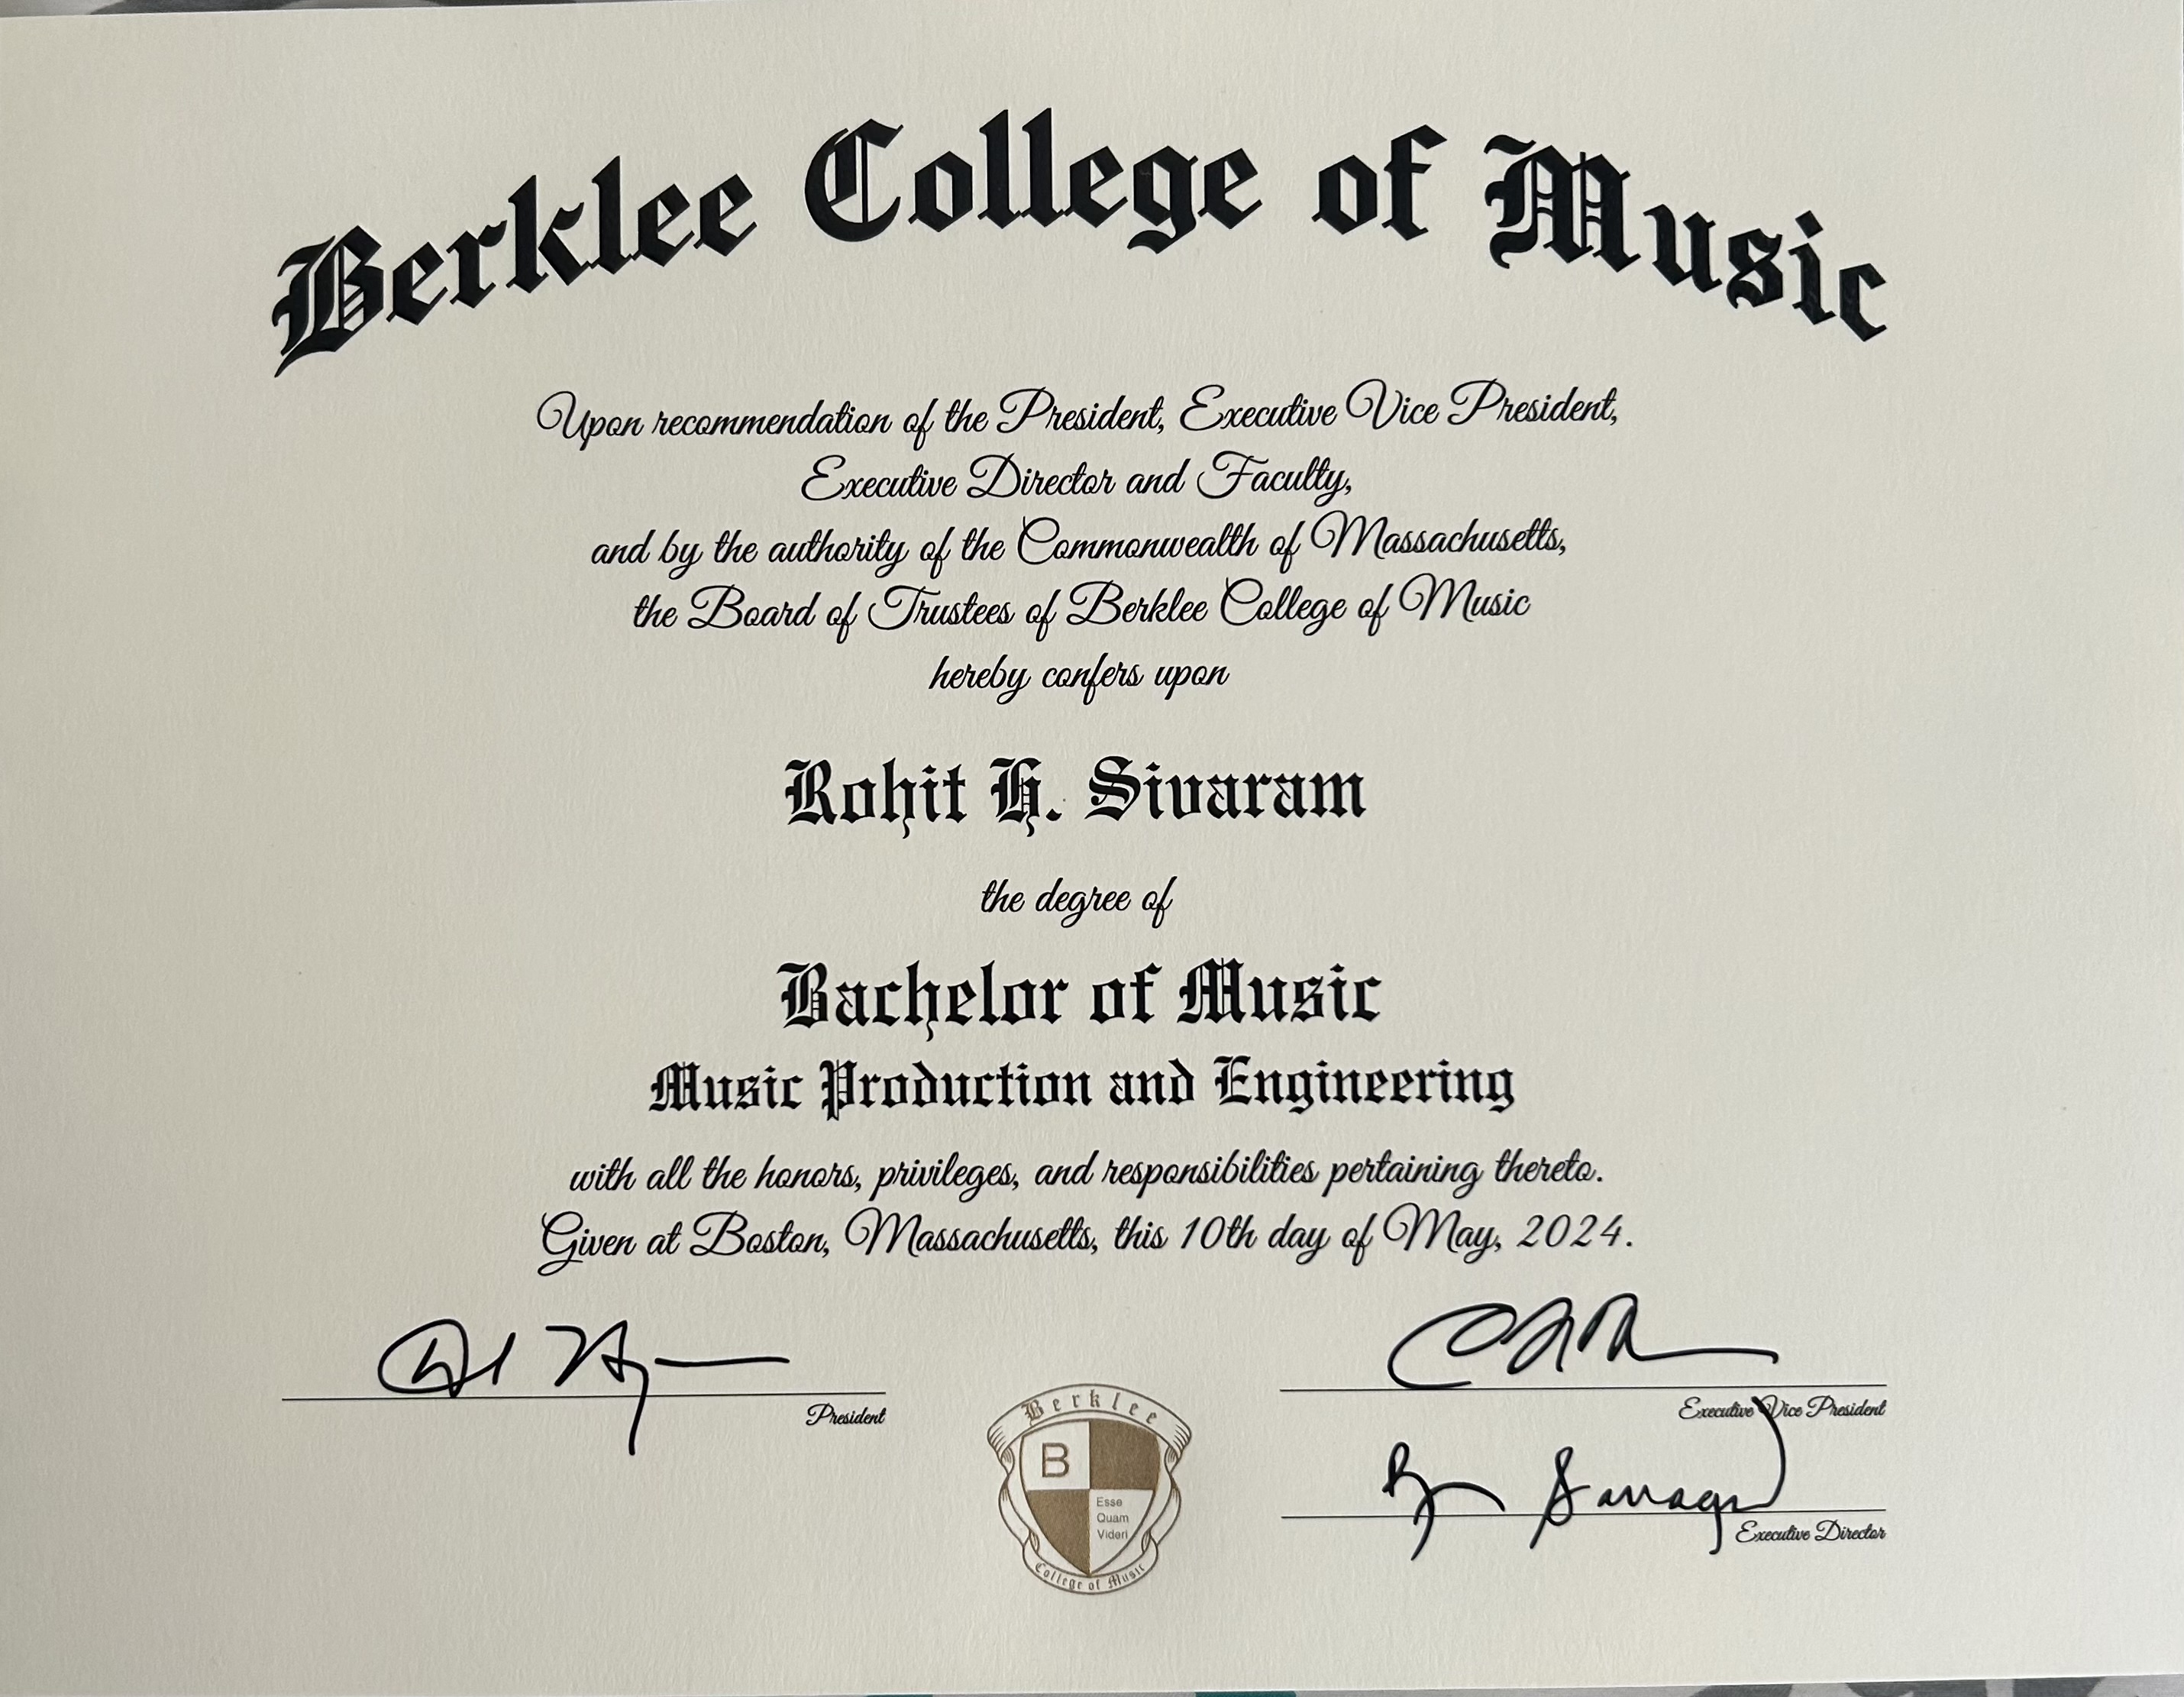 Berklee College of Music
Upon recommendation of the President, Executive Vice President,
Executive Director and Faculty,
and by the authority of the Commonwealth of Massachusetts,
the Board of Trustees of Berklee College of Music
hereby confers upon
Rohit H. Sivaram
the degree of
Bachelor of Music
Music Production and Engineering
with all the honors, privileges, and responsibilities pertaining thereto.
Given at Boston, Massachusetts, this 10th day of May, 2024.
President
Executive Vice President
Executive Director
Berklee
B
Esse
Quam
Videri
College of Music